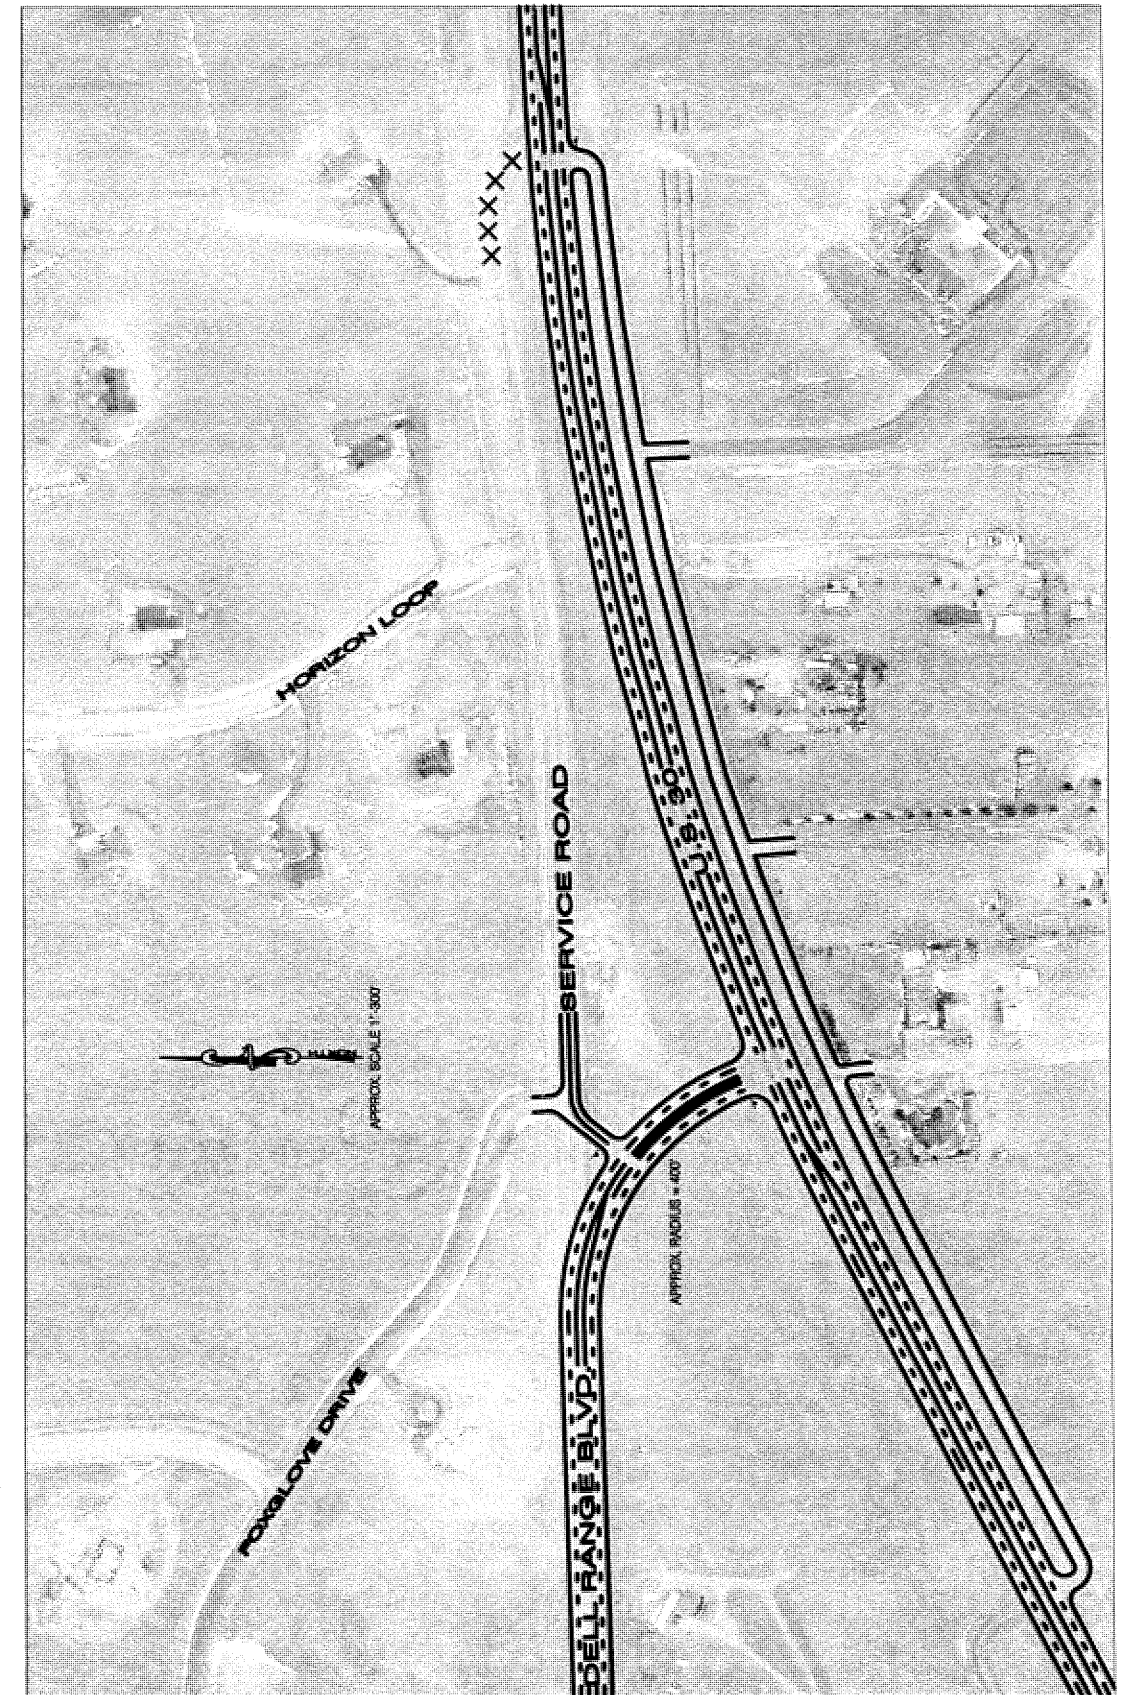 HORIZON LOOP
U.S. 30
SERVICE ROAD
APPROX. SCALE 1"-300'
APPROX. RADIUS = 400'
FOXGLOVE DRIVE
DELL RANGE BLVD.